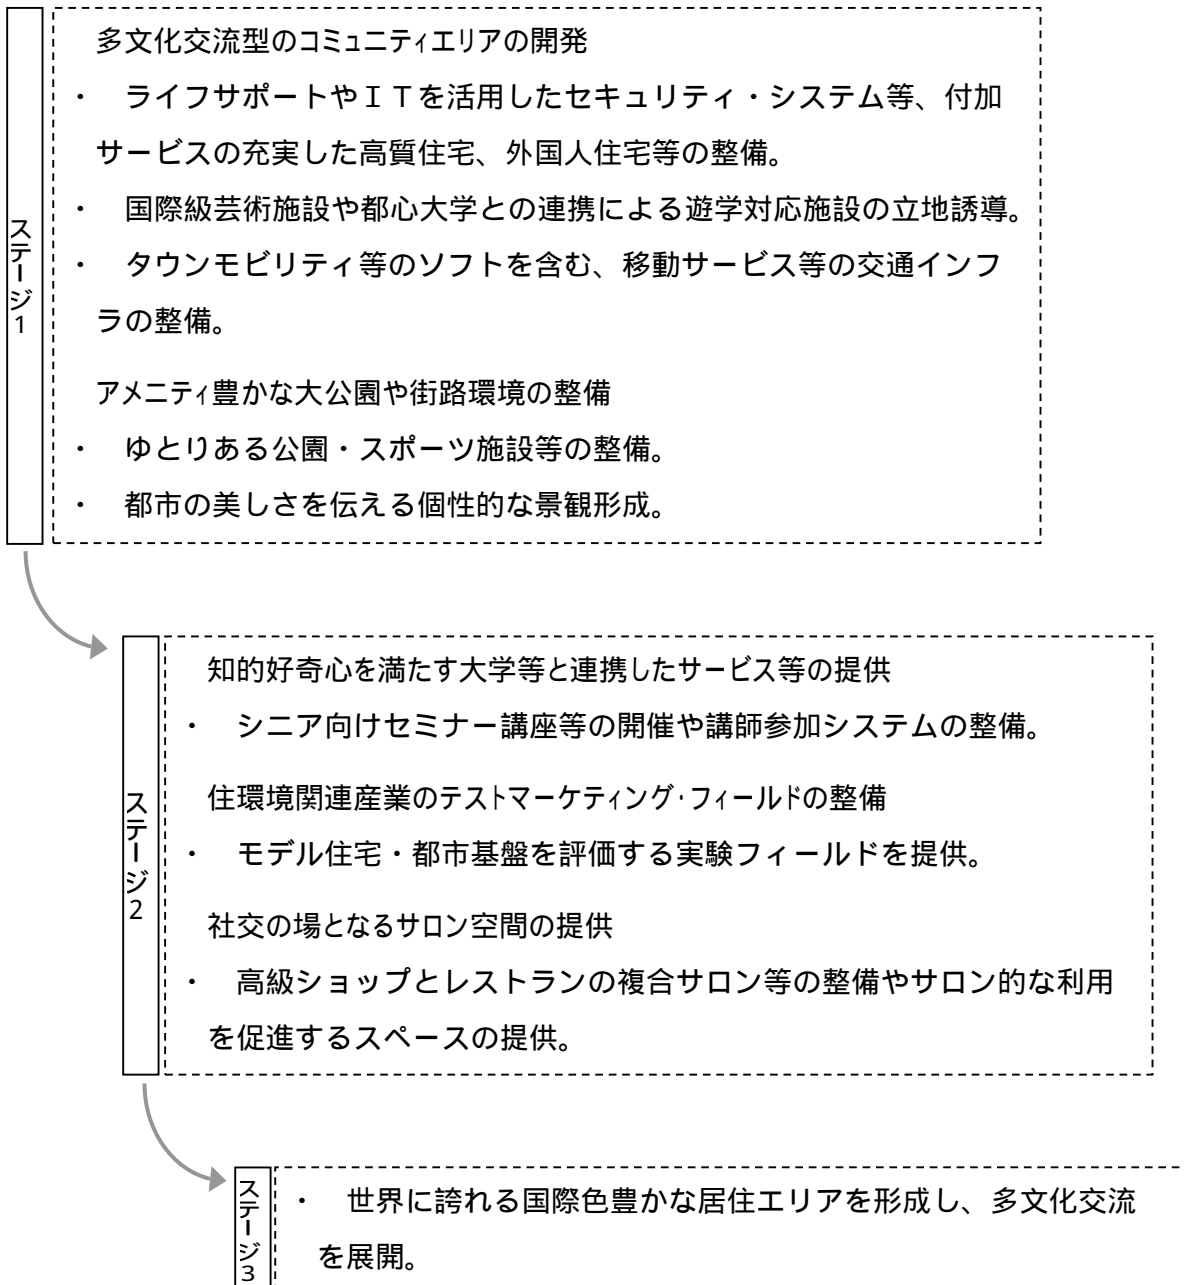 ステージ1
多文化交流型のコミュニティエリアの開発
・　ライフサポートやＩＴを活用したセキュリティ・システム等、付加
サービスの充実した高質住宅、外国人住宅等の整備。
・　国際級芸術施設や都心大学との連携による遊学対応施設の立地誘導。
・　タウンモビリティ等のソフトを含む、移動サービス等の交通インフ
ラの整備。
アメニティ豊かな大公園や街路環境の整備
・　ゆとりある公園・スポーツ施設等の整備。
・　都市の美しさを伝える個性的な景観形成。
ステージ2
知的好奇心を満たす大学等と連携したサービス等の提供
・　シニア向けセミナー講座等の開催や講師参加システムの整備。
住環境関連産業のテストマーケティング・フィールドの整備
・　モデル住宅・都市基盤を評価する実験フィールドを提供。
社交の場となるサロン空間の提供
・　高級ショップとレストランの複合サロン等の整備やサロン的な利用
を促進するスペースの提供。
ステージ3
・　世界に誇れる国際色豊かな居住エリアを形成し、多文化交流
を展開。